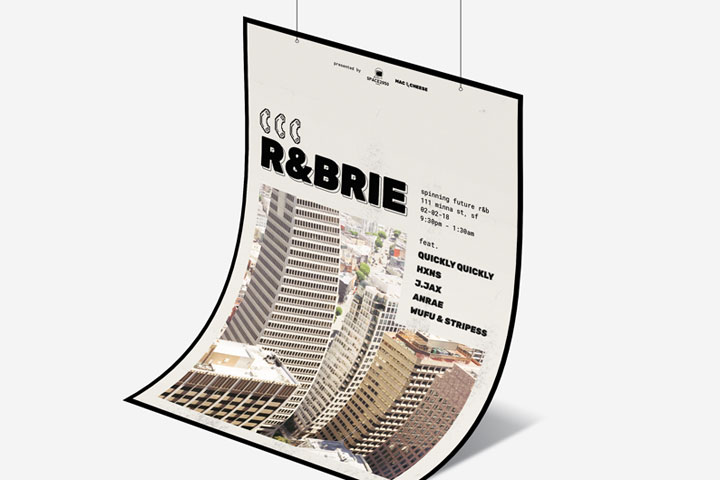 presented by
SPACE2050
MAC & CHEESE
R&BRIE
spinning future r&b
111 minna st, sf
02-02-18
9:30pm - 1:30am
feat.
QUICKLY QUICKLY
HXNS
J.JAX
ANRAE
WUFU & STRIPESS